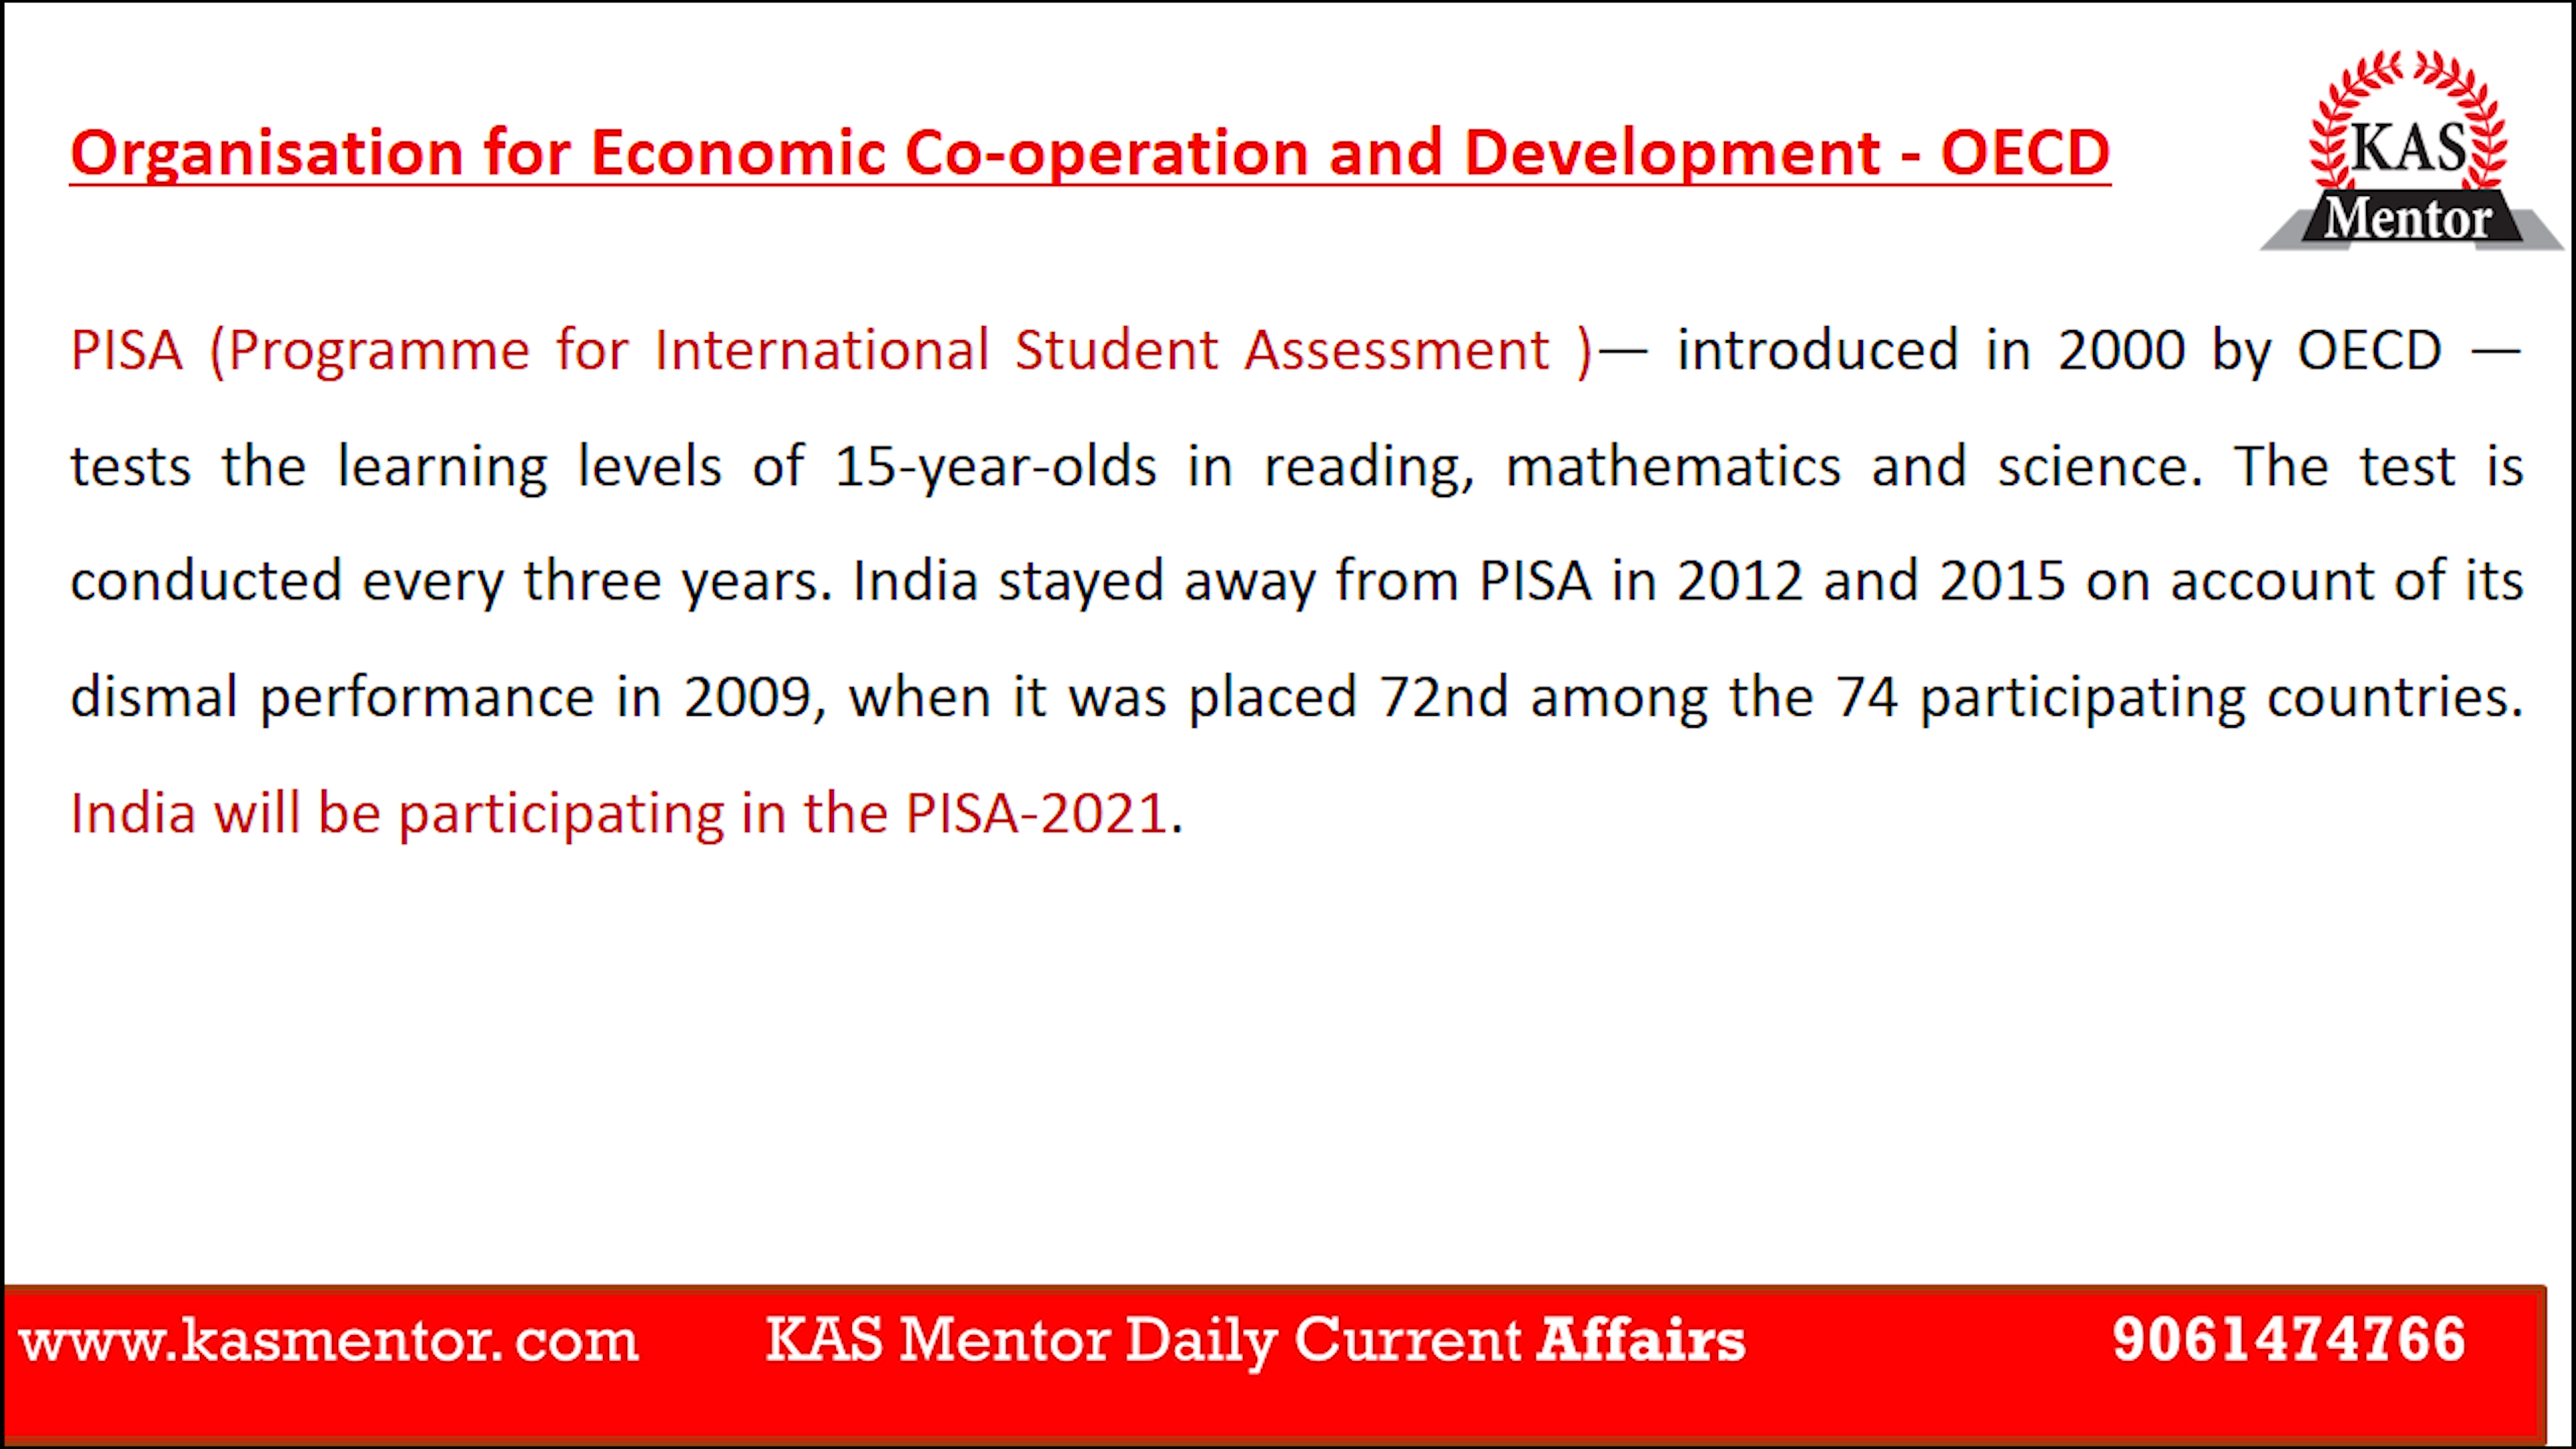 Organisation for Economic Co-operation and Development - OECD
KAS
Mentor
PISA (Programme for International Student Assessment )— introduced in 2000 by OECD —
tests the learning levels of 15-year-olds in reading, mathematics and science. The test is
conducted every three years. India stayed away from PISA in 2012 and 2015 on account of its
dismal performance in 2009, when it was placed 72nd among the 74 participating countries.
India will be participating in the PISA-2021.
www.kasmentor. com KAS Mentor Daily Current Affairs 9061474766